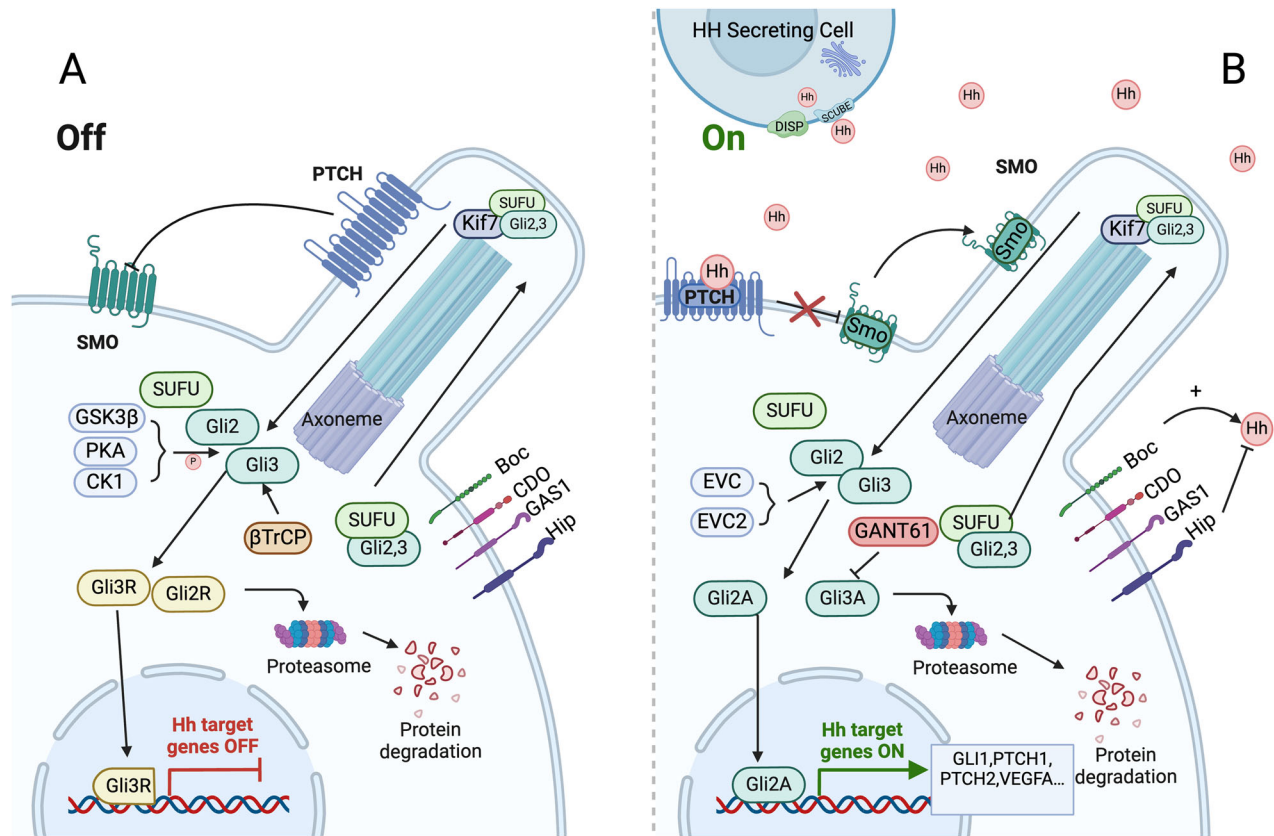 A
Off
PTCH
SMO
Kif7
SUFU
Gli2,3
Axoneme
SUFU
GSK3β
PKA
CK1
P
Gli2
Gli3
βTrCP
SUFU
Gli2,3
Boc
CDO
GAS1
Hip
Gli3R
Gli2R
Proteasome
Protein
degradation
Hh target
genes OFF
Gli3R
B
HH Secreting Cell
Hh
DISP
SCUBE
Hh
On
Hh
Hh
Hh
Hh
Hh
SMO
Smo
Kif7
SUFU
Gli2,3
Hh
PTCH
Smo
Axoneme
SUFU
Gli2
Gli3
EVC
EVC2
GANT61
SUFU
Gli2,3
+
Hh
Boc
CDO
GAS1
Hip
Gli2A
Gli3A
Proteasome
Protein
degradation
Hh target
genes ON
Gli2A
GLI1,PTCH1,
PTCH2,VEGFA...